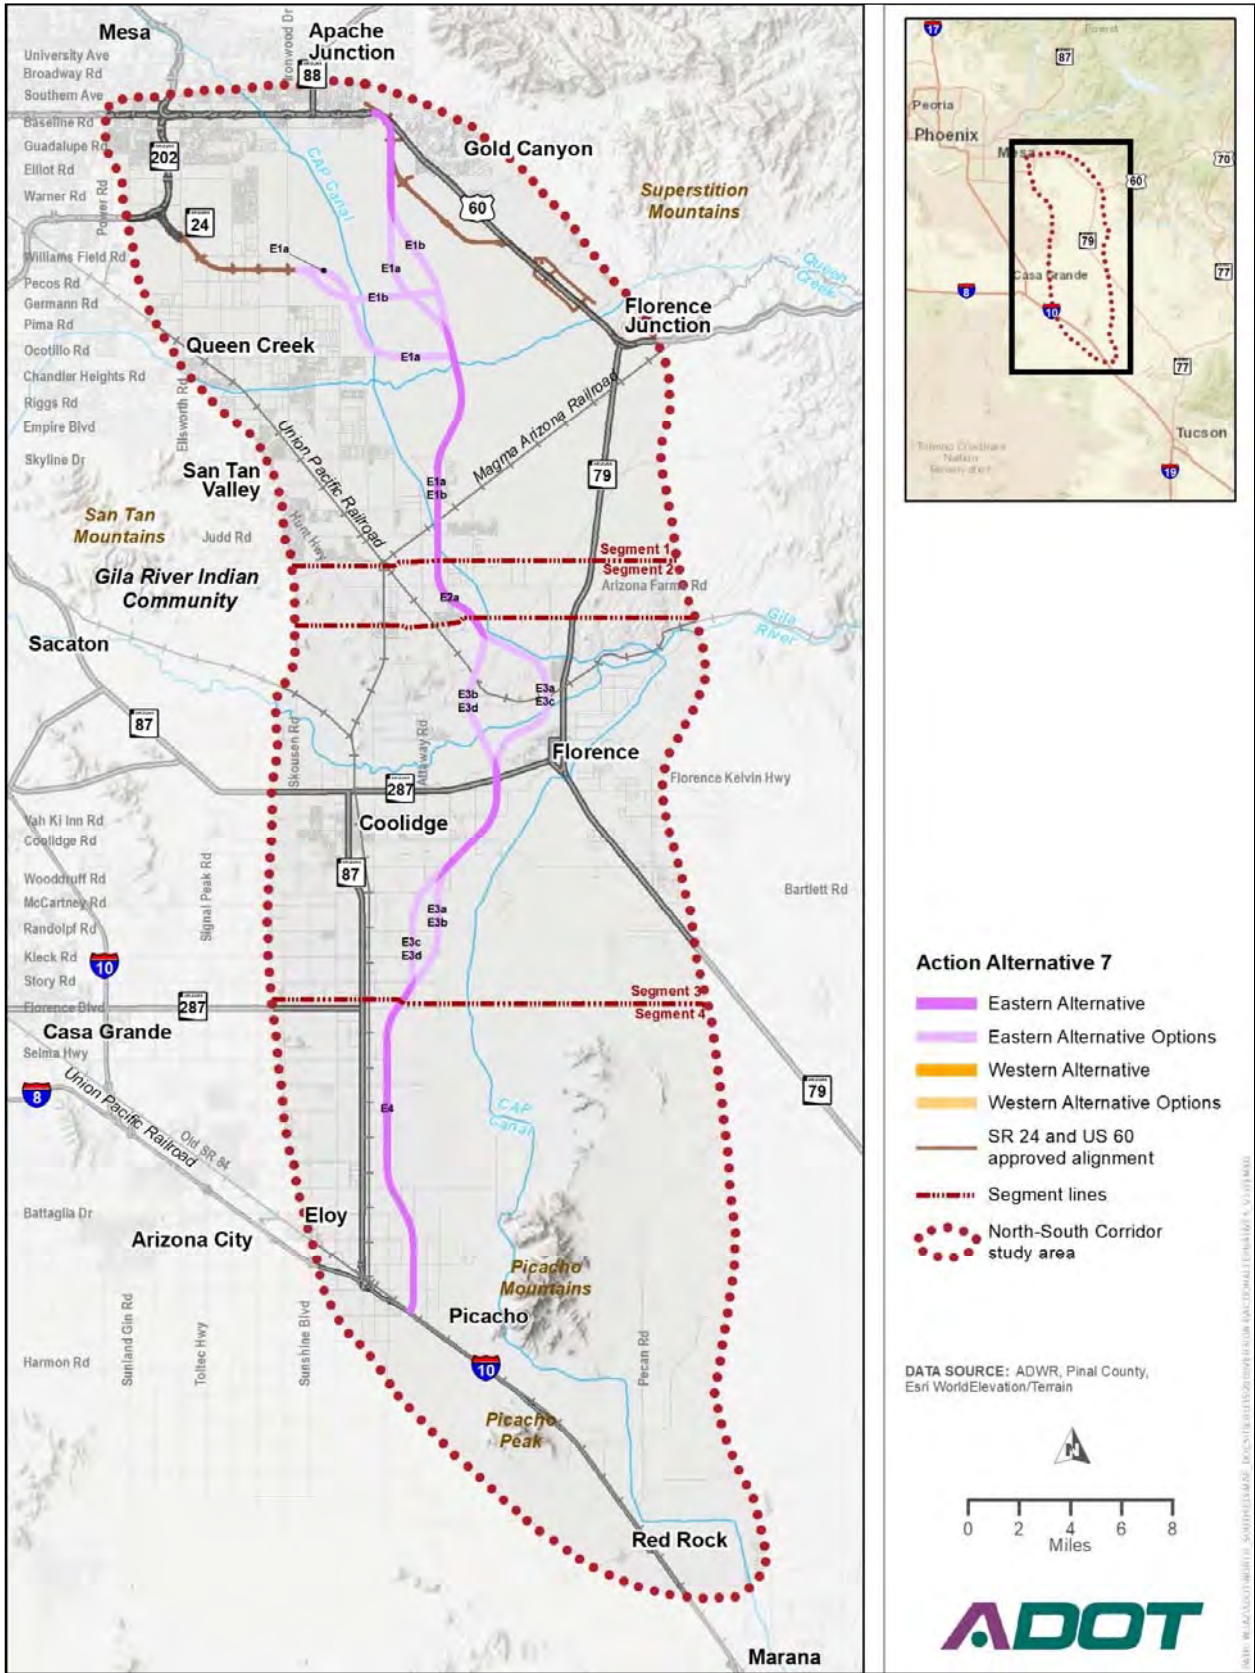 Mesa
Apache
Junction
Ironwood Dr
University Ave
Broadway Rd
Southern Ave
Baseline Rd
Guadalupe Rd
Elliot Rd
Warner Rd
Power Rd
88
202
24
60
CAP Canal
Gold Canyon
Superstition
Mountains
E1a
E1b
E1a
E1b
E1a
Williams Field Rd
Pecos Rd
Germann Rd
Pima Rd
Ocotillo Rd
Chandler Heights Rd
Riggs Rd
Empire Blvd
Skyline Dr
Ellsworth Rd
Queen Creek
Queen
Creek
Florence
Junction
Union Pacific Railroad
Magma Arizona Railroad
79
San Tan
Valley
E1a
E1b
San Tan
Mountains
Judd Rd
Hunt Hwy
Segment 1
Segment 2
Arizona Farms Rd
Gila River Indian
Community
E2a
Gila
River
Sacaton
87
E3b
E3d
E3a
E3c
Skousen Rd
Attaway Rd
Florence
287
Florence Kelvin Hwy
Coolidge
Vah Ki Inn Rd
Coolidge Rd
87
Wooddruff Rd
McCartney Rd
Randolpf Rd
Kleck Rd
Story Rd
Florence Blvd
Signal Peak Rd
Bartlett Rd
E3a
E3b
E3c
E3d
10
287
Segment 3
Segment 4
Casa Grande
Selma Hwy
8
Union Pacific Railroad
Old SR 84
E4
CAP
Canal
79
Battaglia Dr
Eloy
Arizona City
Picacho
Mountains
Picacho
Harmon Rd
Sunland Gin Rd
Toltec Hwy
Sunshine Blvd
Pecan Rd
10
Picacho
Peak
Red Rock
Marana
17
87
Peoria
Phoenix
Mesa
70
60
79
77
Casa Grande
8
10
77
Tucson
19
Action Alternative 7
Eastern Alternative
Eastern Alternative Options
Western Alternative
Western Alternative Options
SR 24 and US 60
approved alignment
Segment lines
North-South Corridor
study area
DATA SOURCE: ADWR, Pinal County,
Esri WorldElevation/Terrain
N
0 2 4 6 8
Miles
ADOT